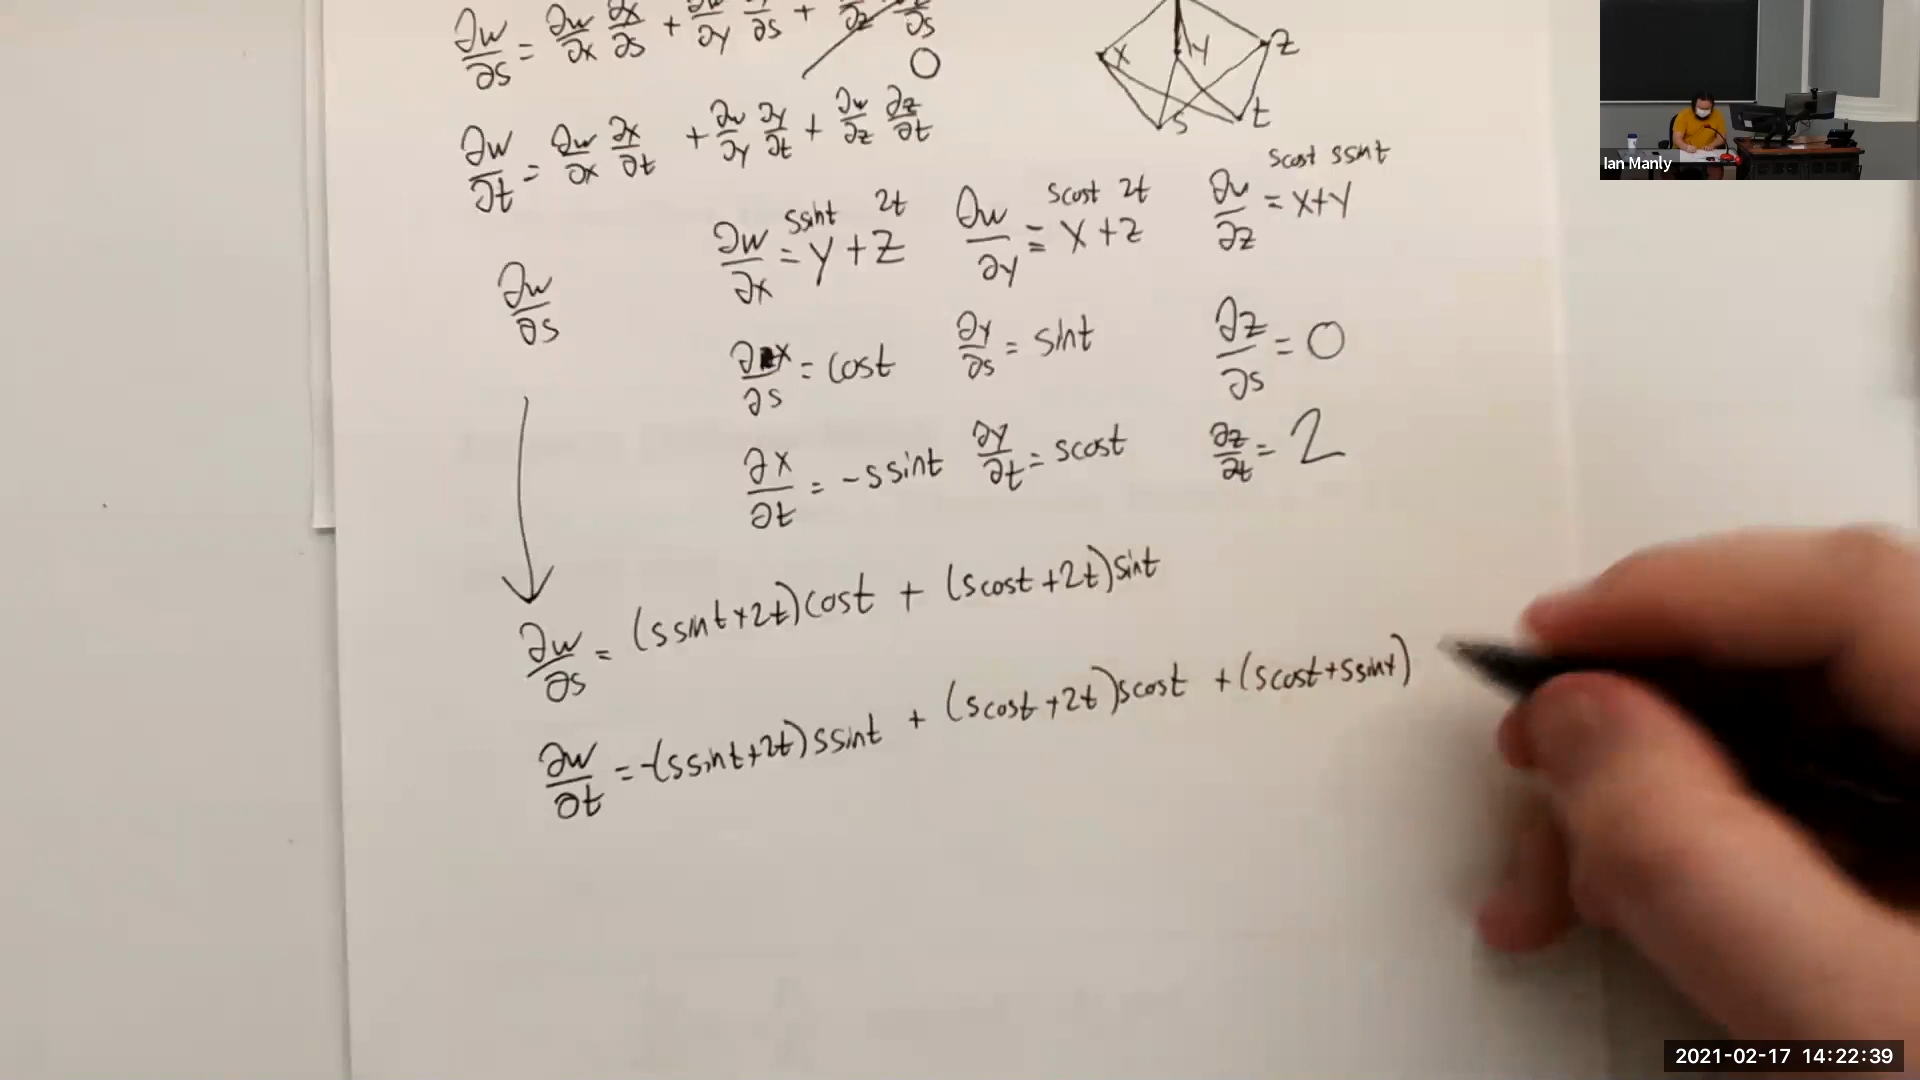 ∂w/∂s = ∂w/∂x ∂x/∂s + ∂w/∂y ∂y/∂s + ∂w/∂z ∂z/∂s
0
∂w/∂t = ∂w/∂x ∂x/∂t + ∂w/∂y ∂y/∂t + ∂w/∂z ∂z/∂t
x y z
s t
Ian Manly
ssint 2t scost 2t scost ssint
∂w/∂x = y + z ∂w/∂y = x + z ∂w/∂z = x + y
∂w/∂s
∂x/∂s = cost ∂y/∂s = sint ∂z/∂s = 0
∂x/∂t = -ssint ∂y/∂t = scost ∂z/∂t = 2
∂w/∂s = (ssint+2t)cost + (scost+2t)sint
∂w/∂t = -(ssint+2t)ssint + (scost+2t)scost + (scost+ssint)
2021-02-17 14:22:39